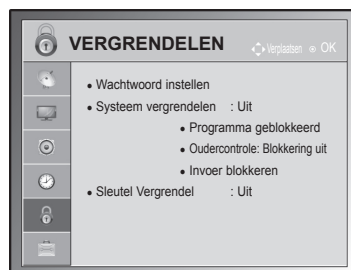 VERGRENDELEN
Verplaatsen OK
• Wachtwoord instellen
• Systeem vergrendelen : Uit
• Programma geblokkeerd
• Oudercontrole: Blokkering uit
• Invoer blokkeren
• Sleutel Vergrendel : Uit